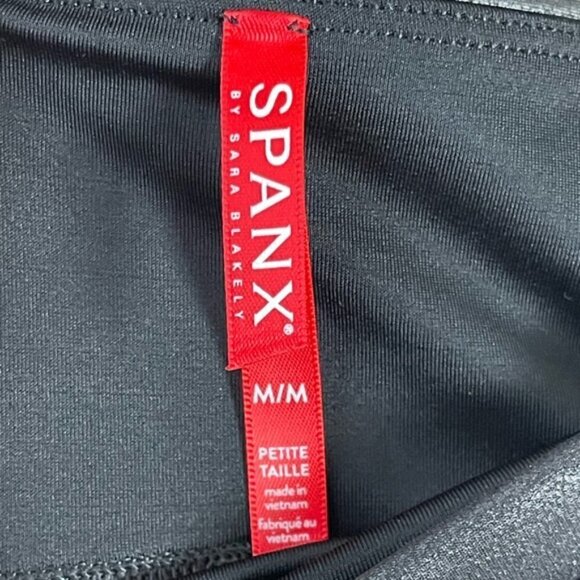 SPANX®
BY SARA BLAKELY
M/M
PETITE
TAILLE
made in
vietnam
fabriqué au
vietnam